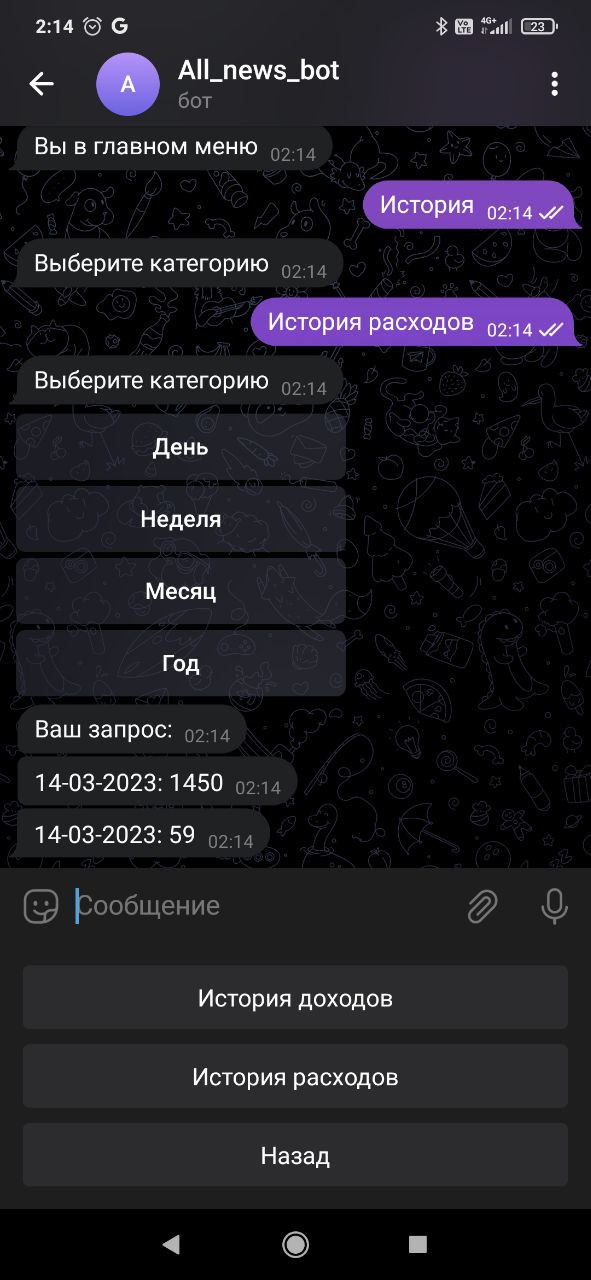 2:14 G Vo LTE 4G+ 23
A All_news_bot
бот
Вы в главном меню 02:14
История 02:14
Выберите категорию 02:14
История расходов 02:14
Выберите категорию 02:14
День
Неделя
Месяц
Год
Ваш запрос: 02:14
14-03-2023: 1450 02:14
14-03-2023: 59 02:14
Сообщение
История доходов
История расходов
Назад